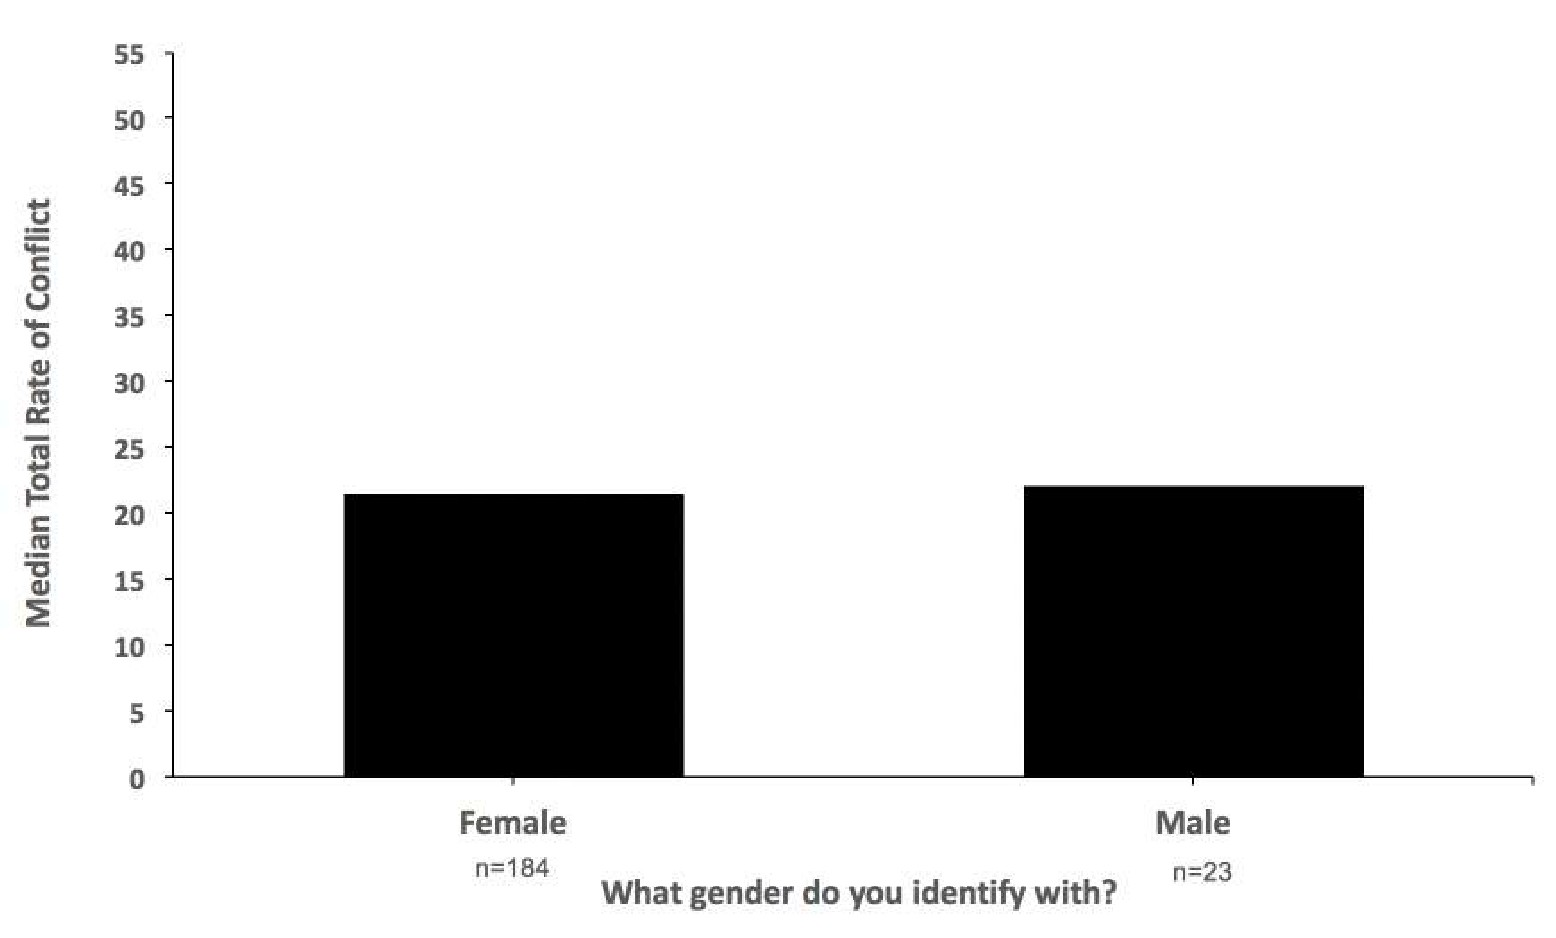 Median Total Rate of Conflict
55
50
45
40
35
30
25
20
15
10
5
0
Female
Male
n=184
n=23
What gender do you identify with?